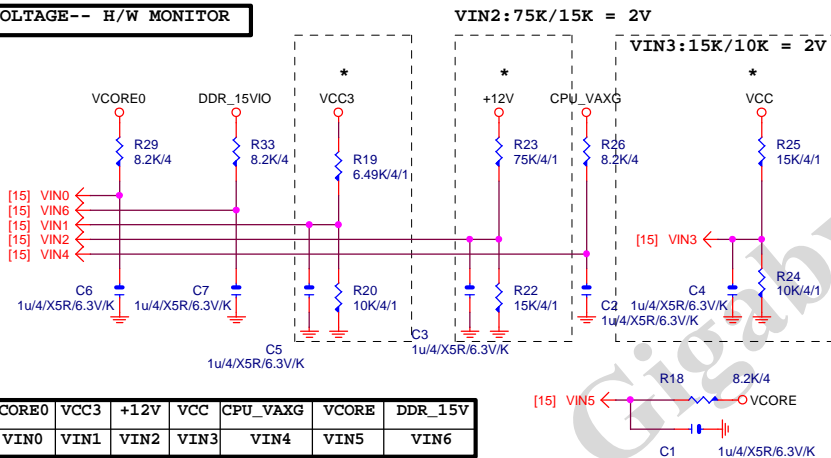 OLTAGE-- H/W MONITOR
VIN2:75K/15K = 2V
VIN3:15K/10K = 2V
* * *
VCORE0 DDR_15VIO VCC3 +12V CPU_VAXG VCC
R29
8.2K/4
R33
8.2K/4
R19
6.49K/4/1
R23
75K/4/1
R26
8.2K/4
R25
15K/4/1
[15] VIN0
[15] VIN6
[15] VIN1
[15] VIN2
[15] VIN4
[15] VIN3
C6
1u/4/X5R/6.3V/K
C7
1u/4/X5R/6.3V/K
R20
10K/4/1
C5
1u/4/X5R/6.3V/K
R22
15K/4/1
C3
1u/4/X5R/6.3V/K
C2
1u/4/X5R/6.3V/K
C4
1u/4/X5R/6.3V/K
R24
10K/4/1
CORE0 VCC3 +12V VCC CPU_VAXG VCORE DDR_15V
VIN0 VIN1 VIN2 VIN3 VIN4 VIN5 VIN6
[15] VIN5
R18 8.2K/4
VCORE
C1 1u/4/X5R/6.3V/K
Gigaby